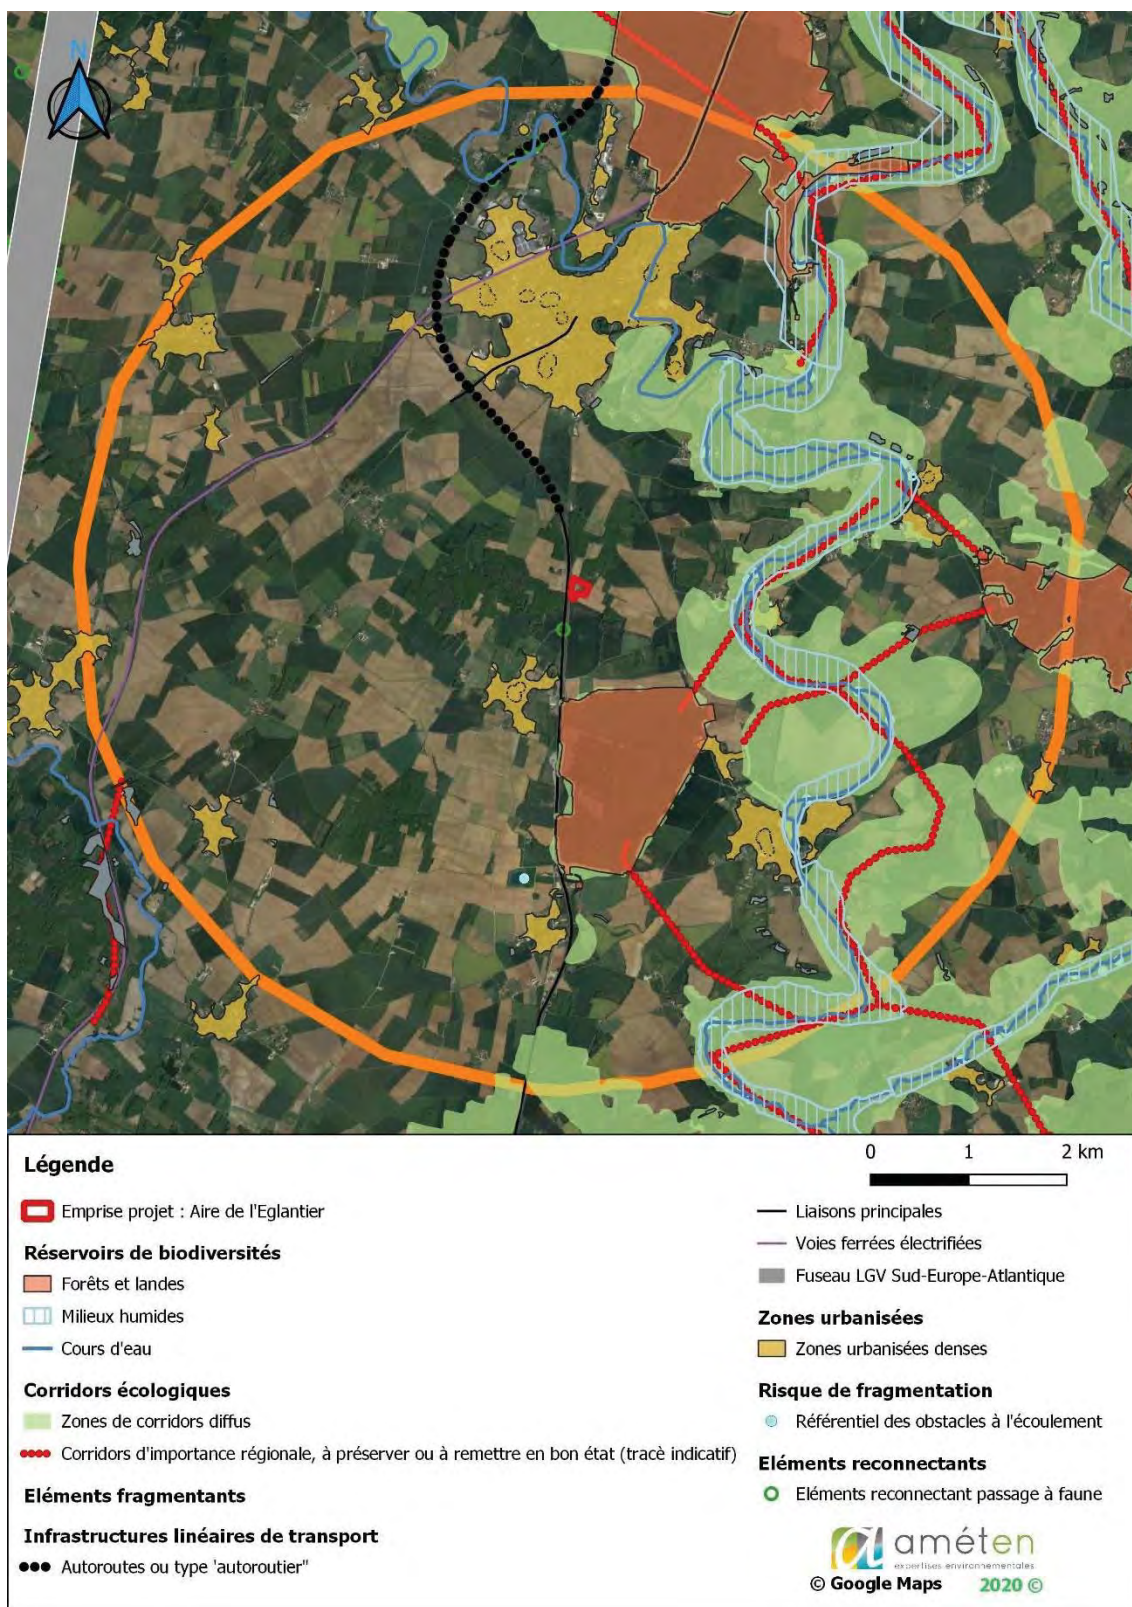 N
Légende
Emprise projet : Aire de l'Eglantier
Réservoirs de biodiversités
Forêts et landes
Milieux humides
Cours d'eau
Corridors écologiques
Zones de corridors diffus
Corridors d'importance régionale, à préserver ou à remettre en bon état (tracè indicatif)
Eléments fragmentants
Infrastructures linéaires de transport
Autoroutes ou type 'autoroutier"
0 1 2 km
Liaisons principales
Voies ferrées électrifiées
Fuseau LGV Sud-Europe-Atlantique
Zones urbanisées
Zones urbanisées denses
Risque de fragmentation
Référentiel des obstacles à l'écoulement
Eléments reconnectants
Eléments reconnectant passage à faune
a améten
expertises environnementales
© Google Maps 2020 ©